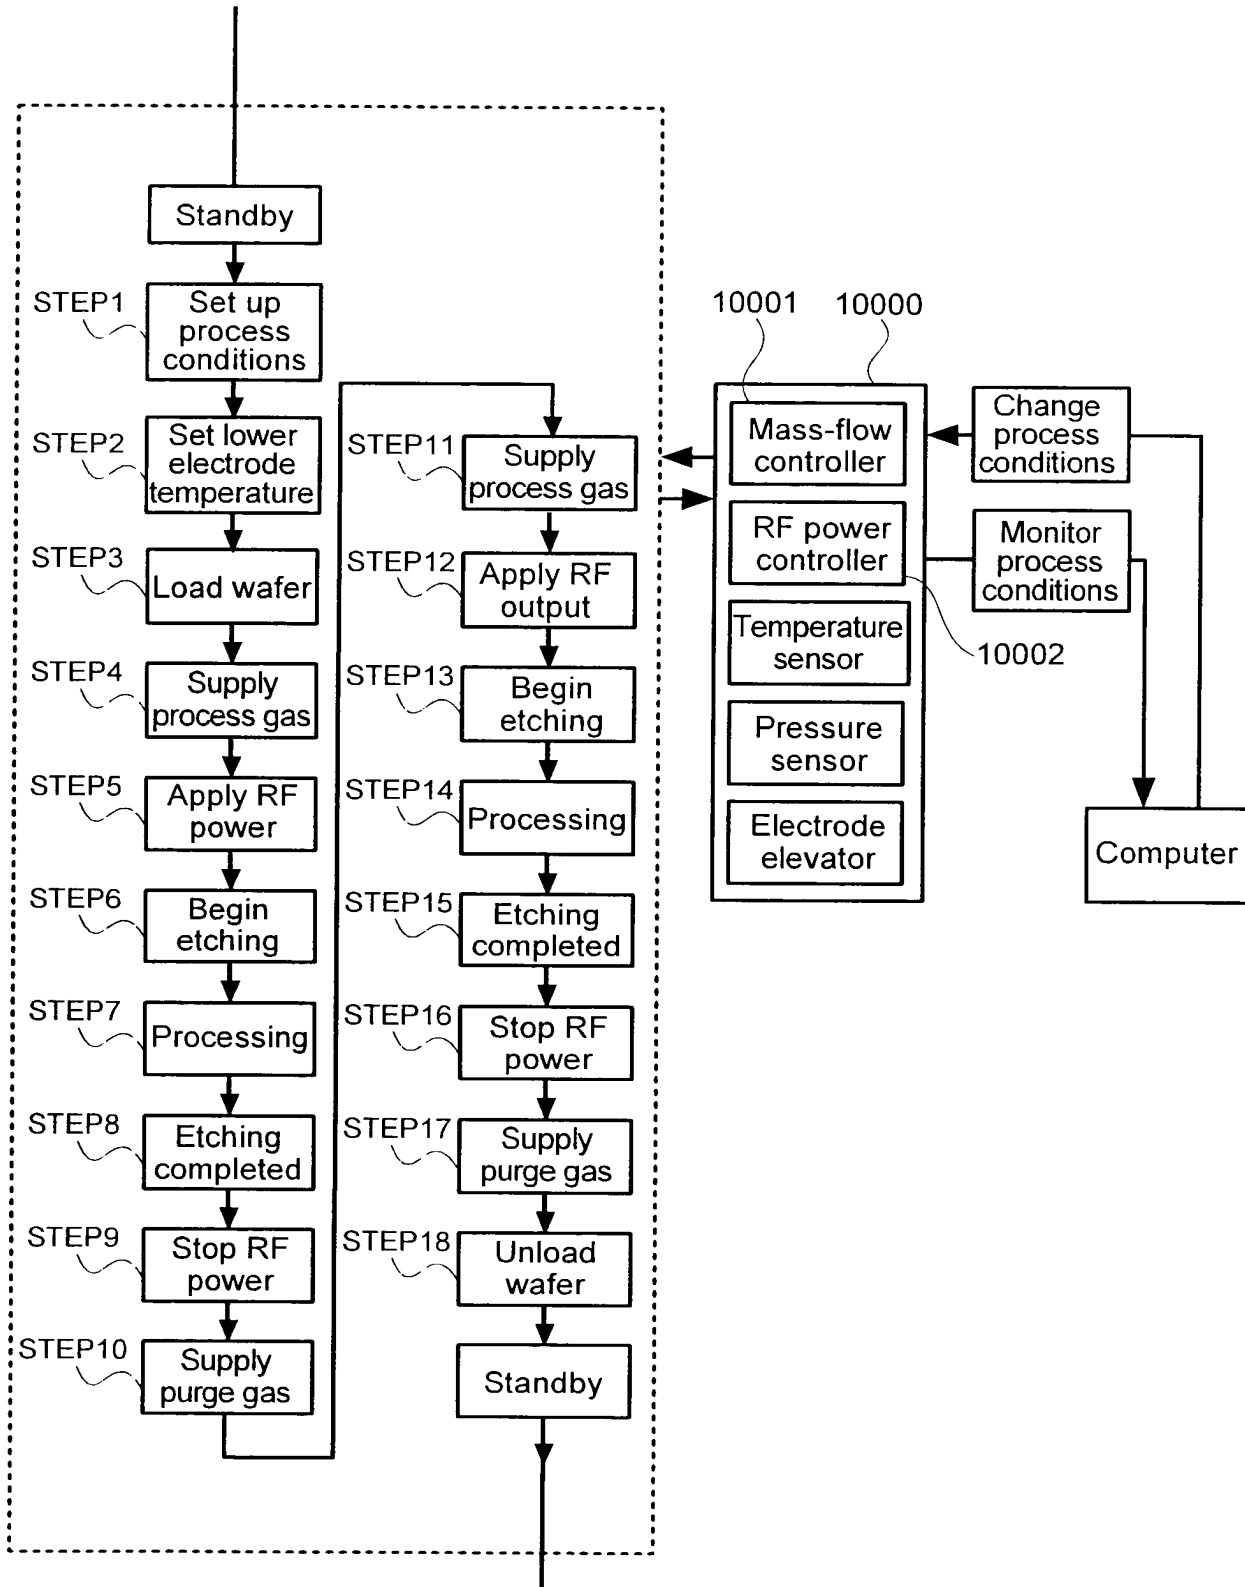 Standby
STEP1
Set up
process
conditions
STEP2
Set lower
electrode
temperature
STEP3
Load wafer
STEP4
Supply
process gas
STEP5
Apply RF
power
STEP6
Begin
etching
STEP7
Processing
STEP8
Etching
completed
STEP9
Stop RF
power
STEP10
Supply
purge gas
STEP11
Supply
process gas
STEP12
Apply RF
output
STEP13
Begin
etching
STEP14
Processing
STEP15
Etching
completed
STEP16
Stop RF
power
STEP17
Supply
purge gas
STEP18
Unload
wafer
Standby
10001
10000
Mass-flow
controller
RF power
controller
10002
Temperature
sensor
Pressure
sensor
Electrode
elevator
Change
process
conditions
Monitor
process
conditions
Computer